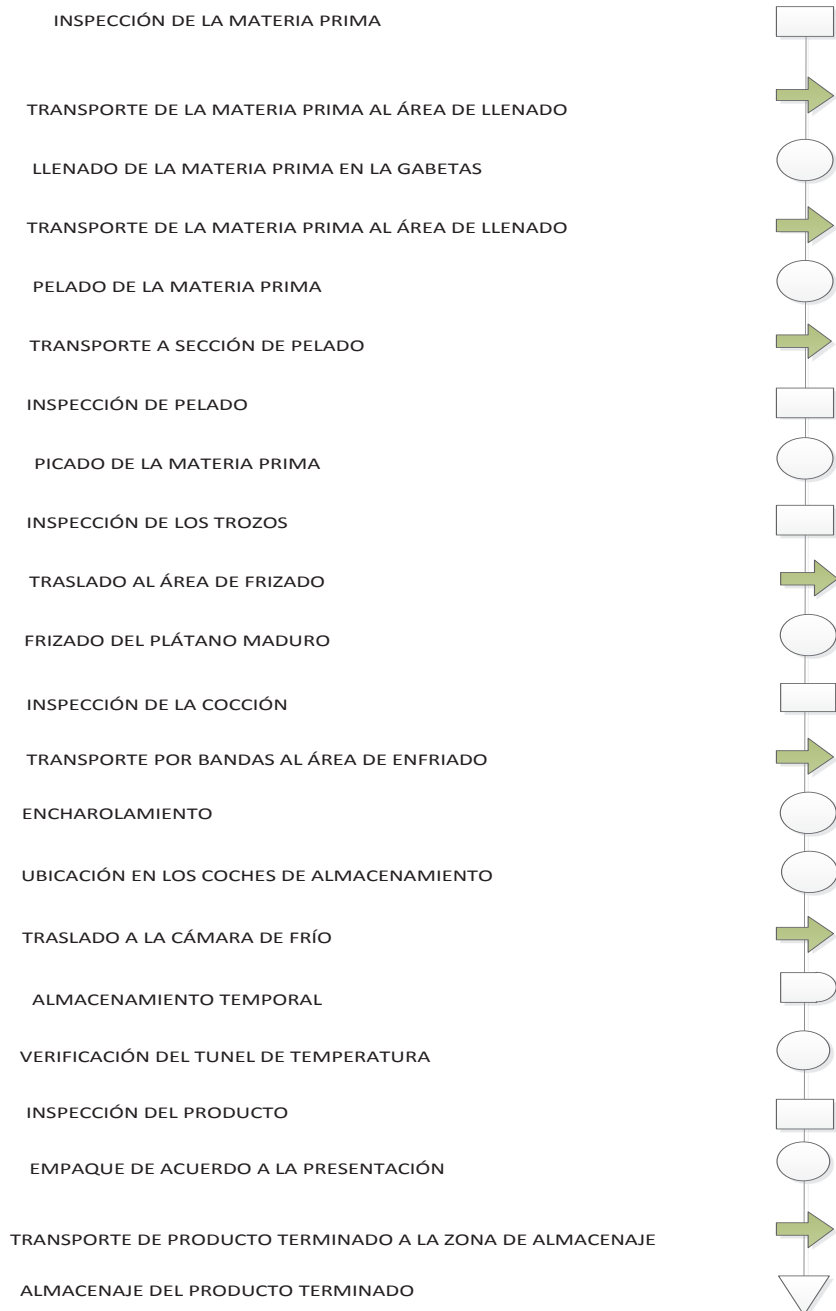 INSPECCIÓN DE LA MATERIA PRIMA
TRANSPORTE DE LA MATERIA PRIMA AL ÁREA DE LLENADO
LLENADO DE LA MATERIA PRIMA EN LA GABETAS
TRANSPORTE DE LA MATERIA PRIMA AL ÁREA DE LLENADO
PELADO DE LA MATERIA PRIMA
TRANSPORTE A SECCIÓN DE PELADO
INSPECCIÓN DE PELADO
PICADO DE LA MATERIA PRIMA
INSPECCIÓN DE LOS TROZOS
TRASLADO AL ÁREA DE FRIZADO
FRIZADO DEL PLÁTANO MADURO
INSPECCIÓN DE LA COCCIÓN
TRANSPORTE POR BANDAS AL ÁREA DE ENFRIADO
ENCHAROLAMIENTO
UBICACIÓN EN LOS COCHES DE ALMACENAMIENTO
TRASLADO A LA CÁMARA DE FRÍO
ALMACENAMIENTO TEMPORAL
VERIFICACIÓN DEL TUNEL DE TEMPERATURA
INSPECCIÓN DEL PRODUCTO
EMPAQUE DE ACUERDO A LA PRESENTACIÓN
TRANSPORTE DE PRODUCTO TERMINADO A LA ZONA DE ALMACENAJE
ALMACENAJE DEL PRODUCTO TERMINADO